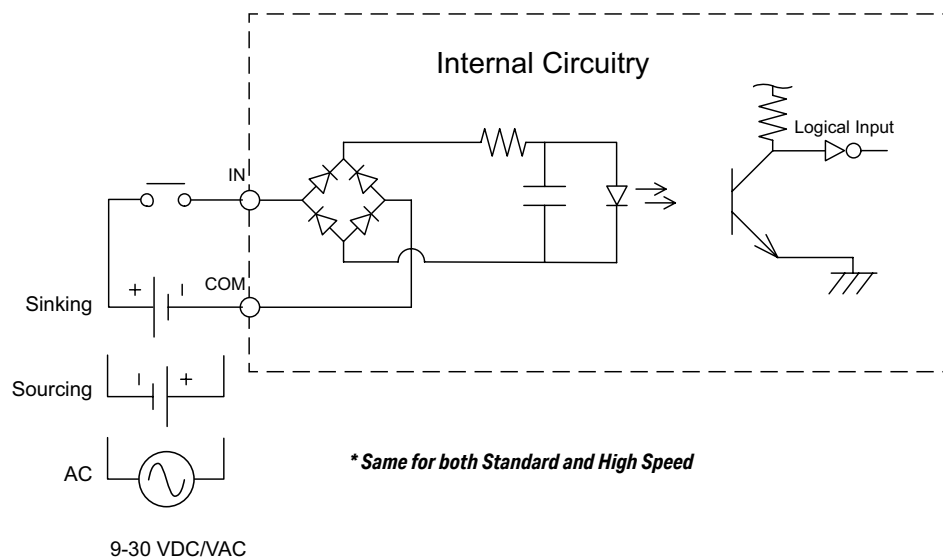 Internal Circuitry
Logical Input
IN
COM
+ −
Sinking
− +
Sourcing
AC
* Same for both Standard and High Speed
9-30 VDC/VAC